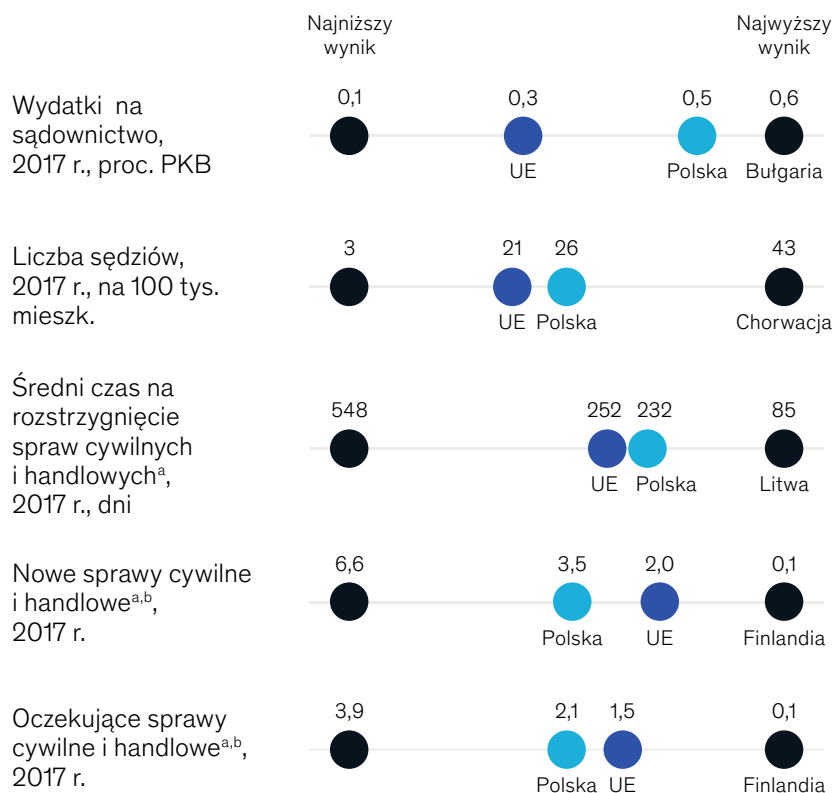 Najniższy
wynik
Najwyższy
wynik
Wydatki na
sądownictwo,
2017 r., proc. PKB
0,1
0,3
0,5
0,6
UE
Polska
Bułgaria
Liczba sędziów,
2017 r., na 100 tys.
mieszk.
3
21
26
43
UE
Polska
Chorwacja
Średni czas na
rozstrzygnięcie
spraw cywilnych
i handlowychᵃ,
2017 r., dni
548
252
232
85
UE
Polska
Litwa
Nowe sprawy cywilne
i handloweᵃ,ᵇ,
2017 r.
6,6
3,5
2,0
0,1
Polska
UE
Finlandia
Oczekujące sprawy
cywilne i handloweᵃ,ᵇ,
2017 r.
3,9
2,1
1,5
0,1
Polska
UE
Finlandia